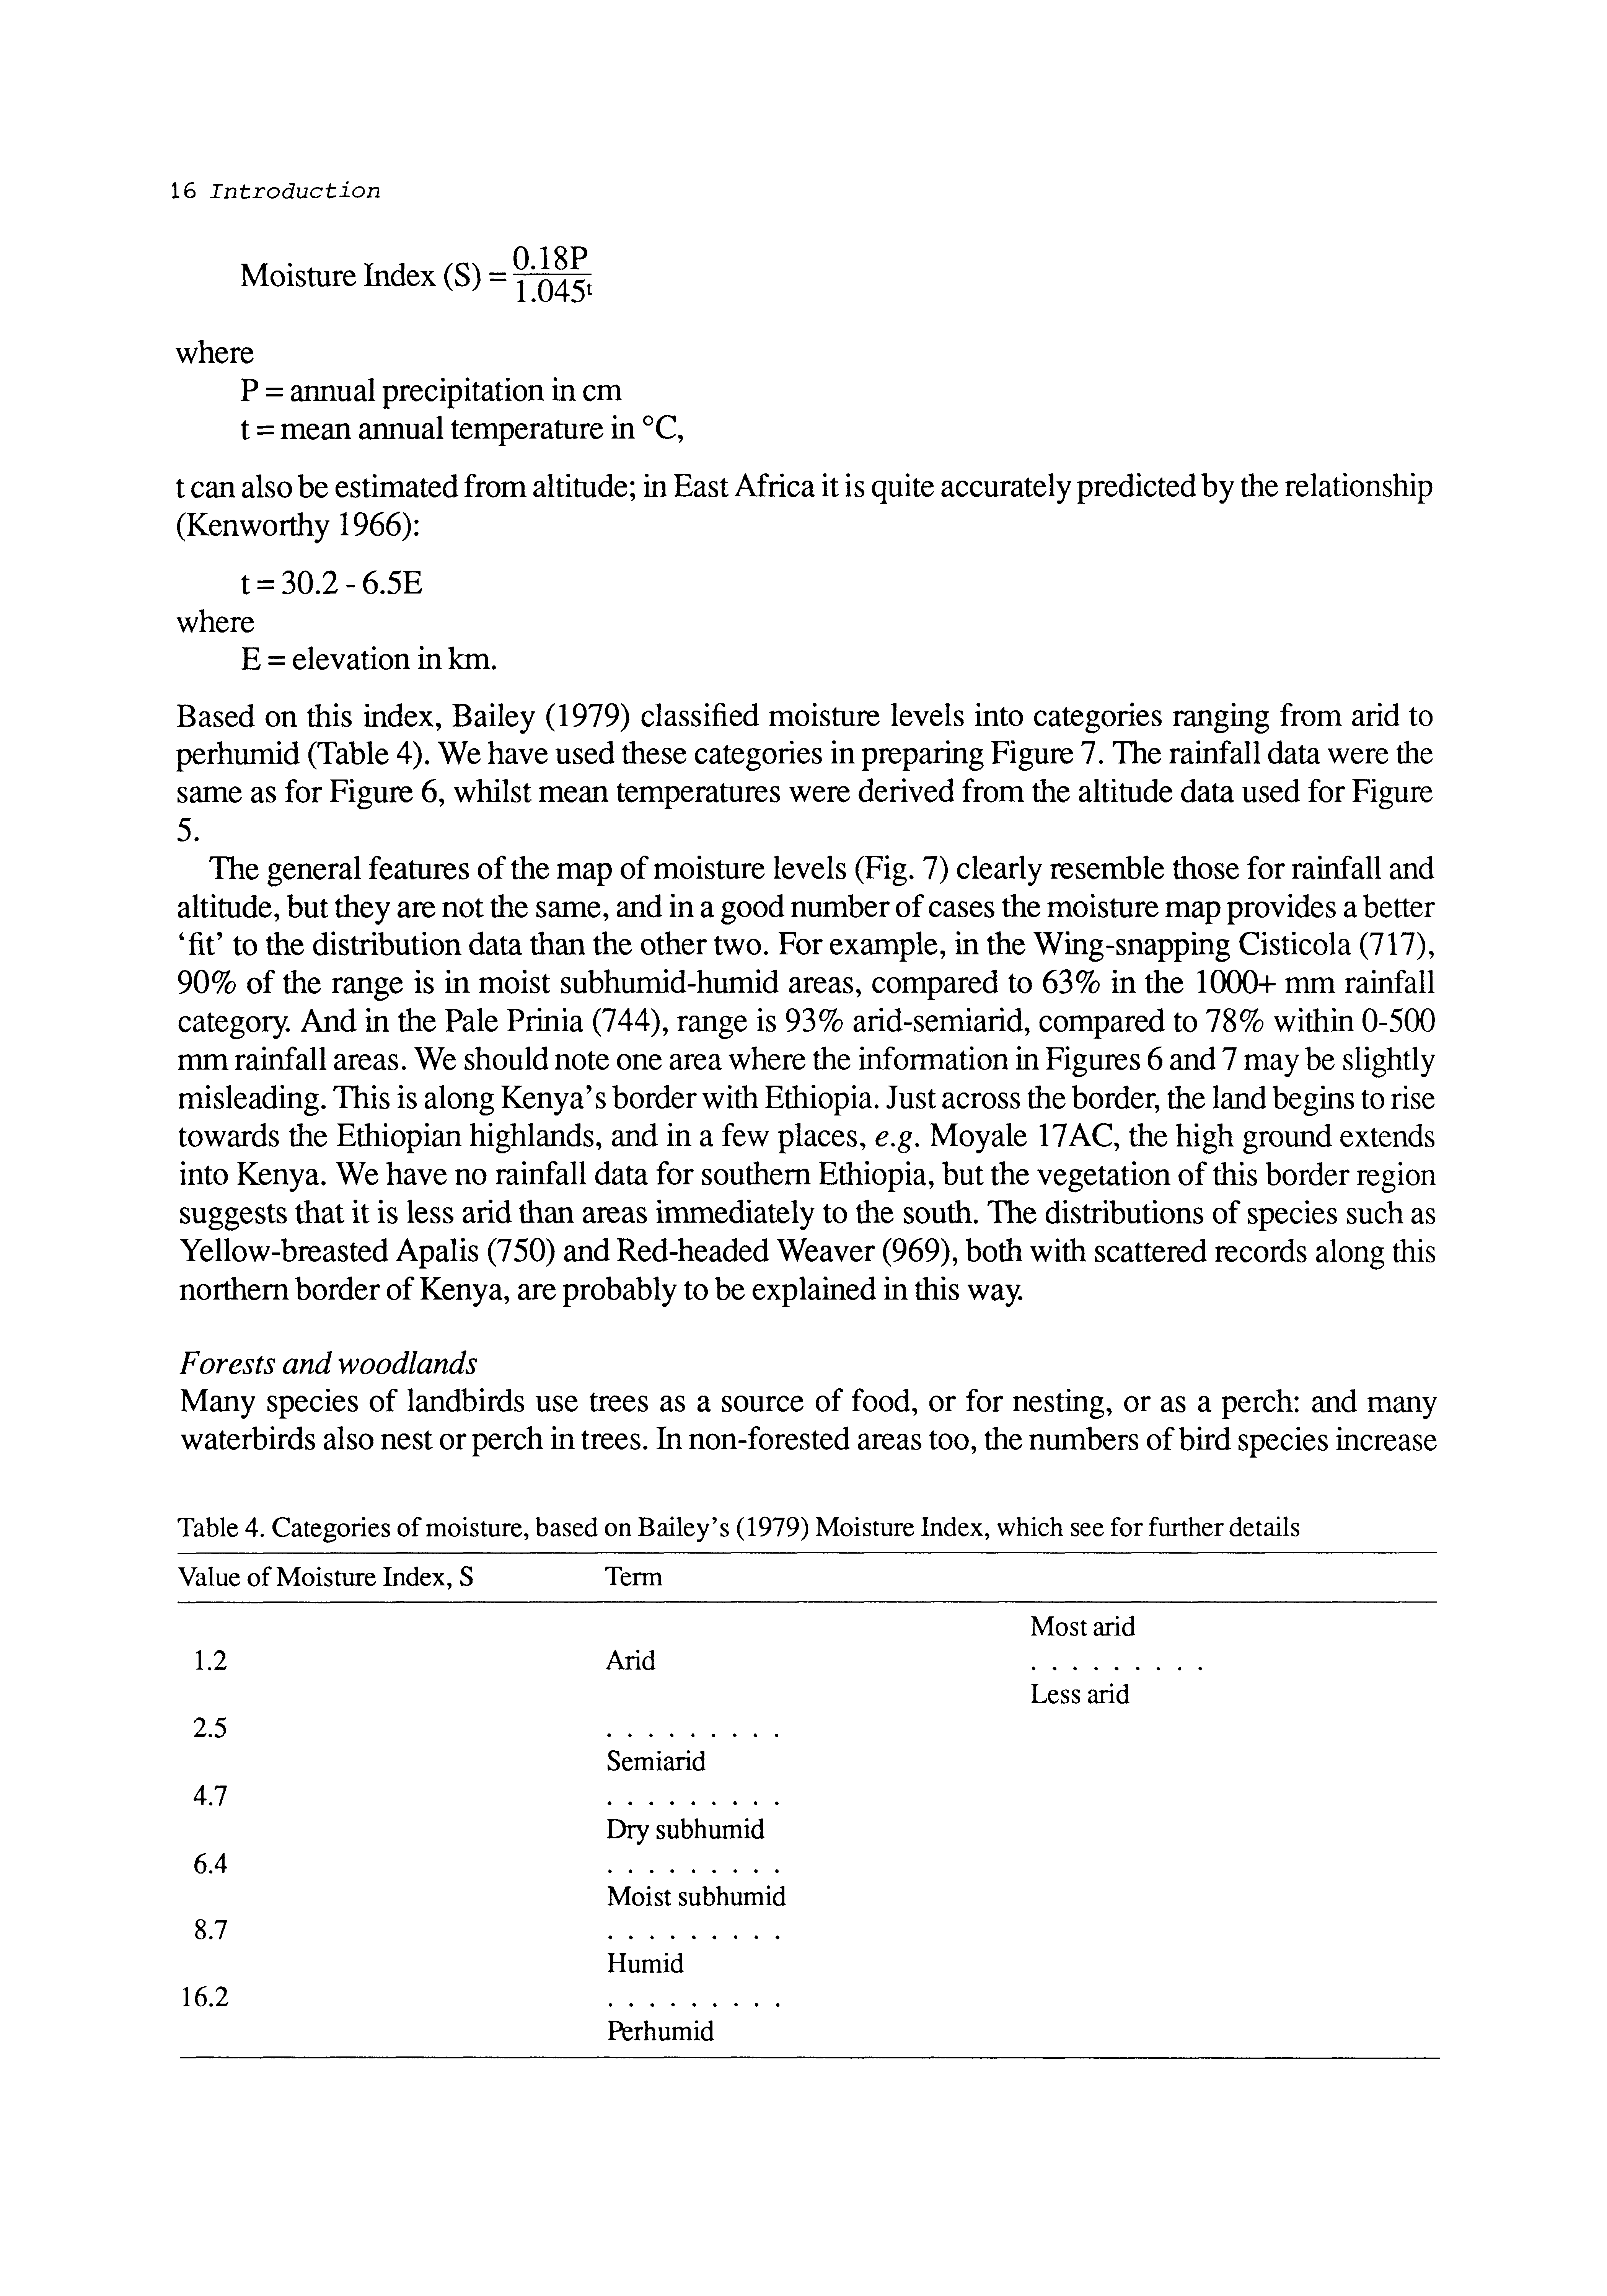 16 Introduction
Moisture Index (S) = 0.18P
1.045ᵗ
where
P = annual precipitation in cm
t = mean annual temperature in °C,
t can also be estimated from altitude; in East Africa it is quite accurately predicted by the relationship
(Kenworthy 1966):
t = 30.2 - 6.5E
where
E = elevation in km.
Based on this index, Bailey (1979) classified moisture levels into categories ranging from arid to
perhumid (Table 4). We have used these categories in preparing Figure 7. The rainfall data were the
same as for Figure 6, whilst mean temperatures were derived from the altitude data used for Figure
5.
The general features of the map of moisture levels (Fig. 7) clearly resemble those for rainfall and
altitude, but they are not the same, and in a good number of cases the moisture map provides a better
‘fit’ to the distribution data than the other two. For example, in the Wing-snapping Cisticola (717),
90% of the range is in moist subhumid-humid areas, compared to 63% in the 1000+ mm rainfall
category. And in the Pale Prinia (744), range is 93% arid-semiarid, compared to 78% within 0-500
mm rainfall areas. We should note one area where the information in Figures 6 and 7 may be slightly
misleading. This is along Kenya’s border with Ethiopia. Just across the border, the land begins to rise
towards the Ethiopian highlands, and in a few places, e.g. Moyale 17AC, the high ground extends
into Kenya. We have no rainfall data for southern Ethiopia, but the vegetation of this border region
suggests that it is less arid than areas immediately to the south. The distributions of species such as
Yellow-breasted Apalis (750) and Red-headed Weaver (969), both with scattered records along this
northern border of Kenya, are probably to be explained in this way.
Forests and woodlands
Many species of landbirds use trees as a source of food, or for nesting, or as a perch: and many
waterbirds also nest or perch in trees. In non-forested areas too, the numbers of bird species increase
Table 4. Categories of moisture, based on Bailey’s (1979) Moisture Index, which see for further details
Value of Moisture Index, S Term
Most arid
1.2 Arid . . . . . . . . .
Less arid
2.5 . . . . . . . . .
Semiarid
4.7 . . . . . . . . .
Dry subhumid
6.4 . . . . . . . . .
Moist subhumid
8.7 . . . . . . . . .
Humid
16.2 . . . . . . . . .
Perhumid